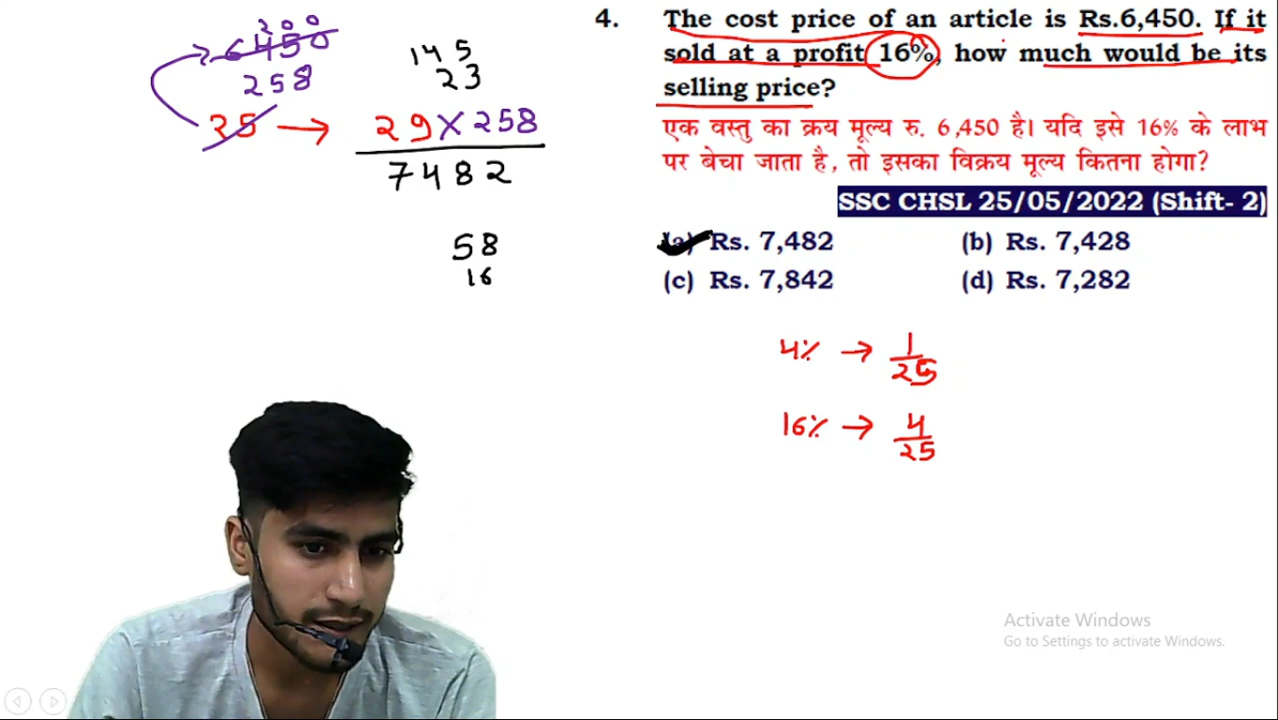 4. The cost price of an article is Rs.6,450. If it
sold at a profit 16%, how much would be its
selling price?
एक वस्तु का क्रय मूल्य रु. 6,450 है। यदि इसे 16% के लाभ
पर बेचा जाता है, तो इसका विक्रय मूल्य कितना होगा?
SSC CHSL 25/05/2022 (Shift- 2)
(a) Rs. 7,482 (b) Rs. 7,428
(c) Rs. 7,842 (d) Rs. 7,282
6450
258
25 → 29 × 258
145
23
7482
58
16
4% → 1/25
16% → 4/25
Activate Windows
Go to Settings to activate Windows.